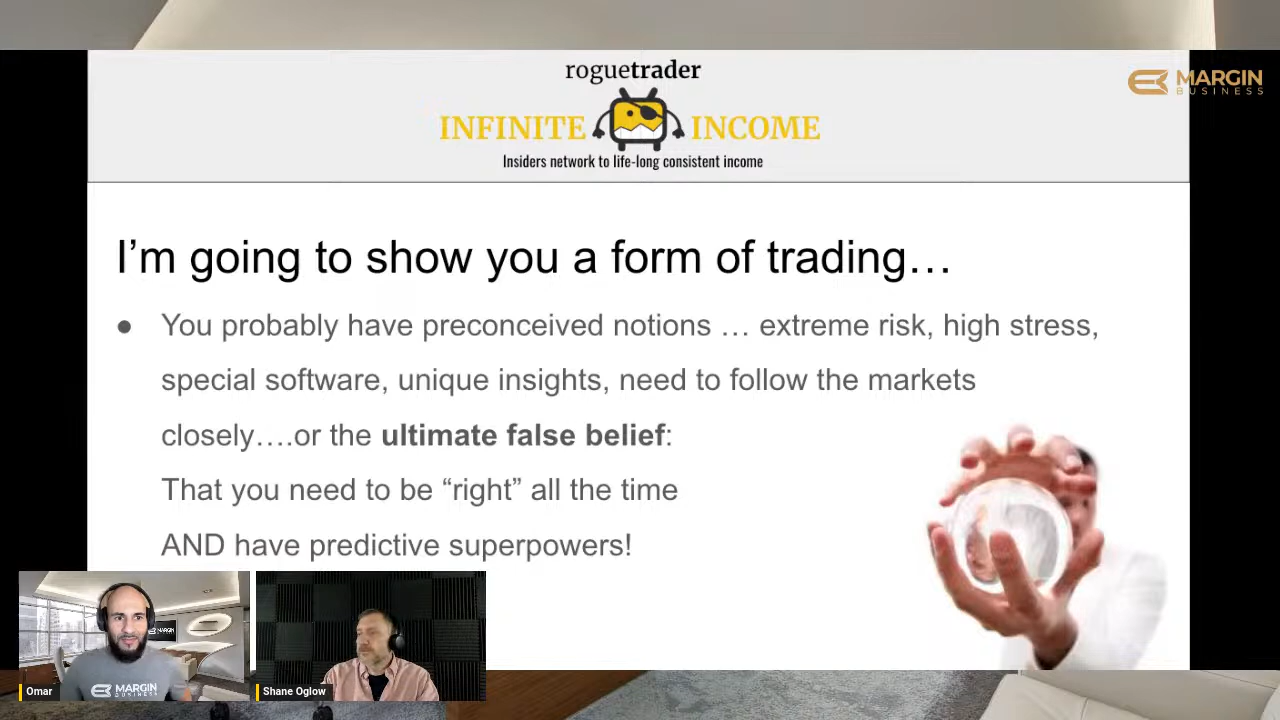 roguetrader
MARGIN
BUSINESS
INFINITE INCOME
Insiders network to life-long consistent income
I’m going to show you a form of trading…
● You probably have preconceived notions … extreme risk, high stress,
special software, unique insights, need to follow the markets
closely….or the ultimate false belief:
That you need to be “right” all the time
AND have predictive superpowers!
MARGIN
MARGIN
BUSINESS
Omar
Shane Oglow